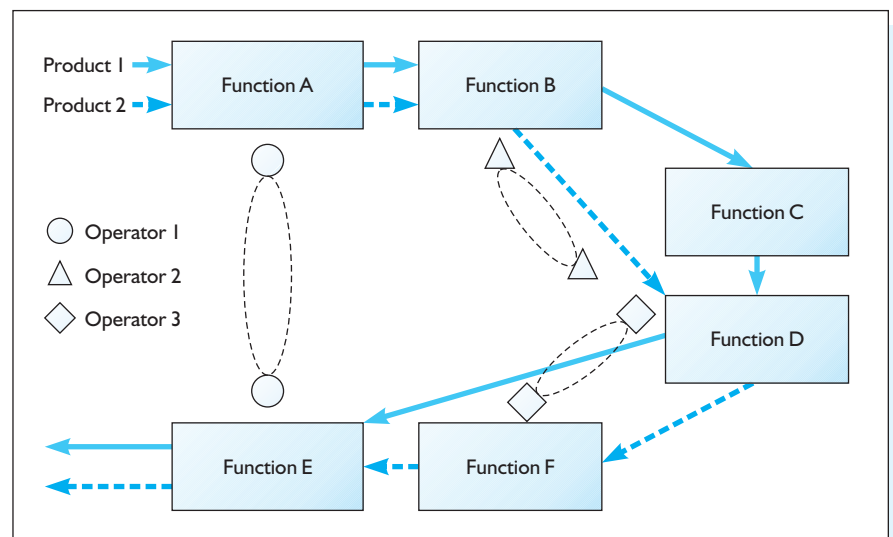 Product 1
Product 2
Function A
Function B
Function C
Operator 1
Operator 2
Operator 3
Function D
Function E
Function F